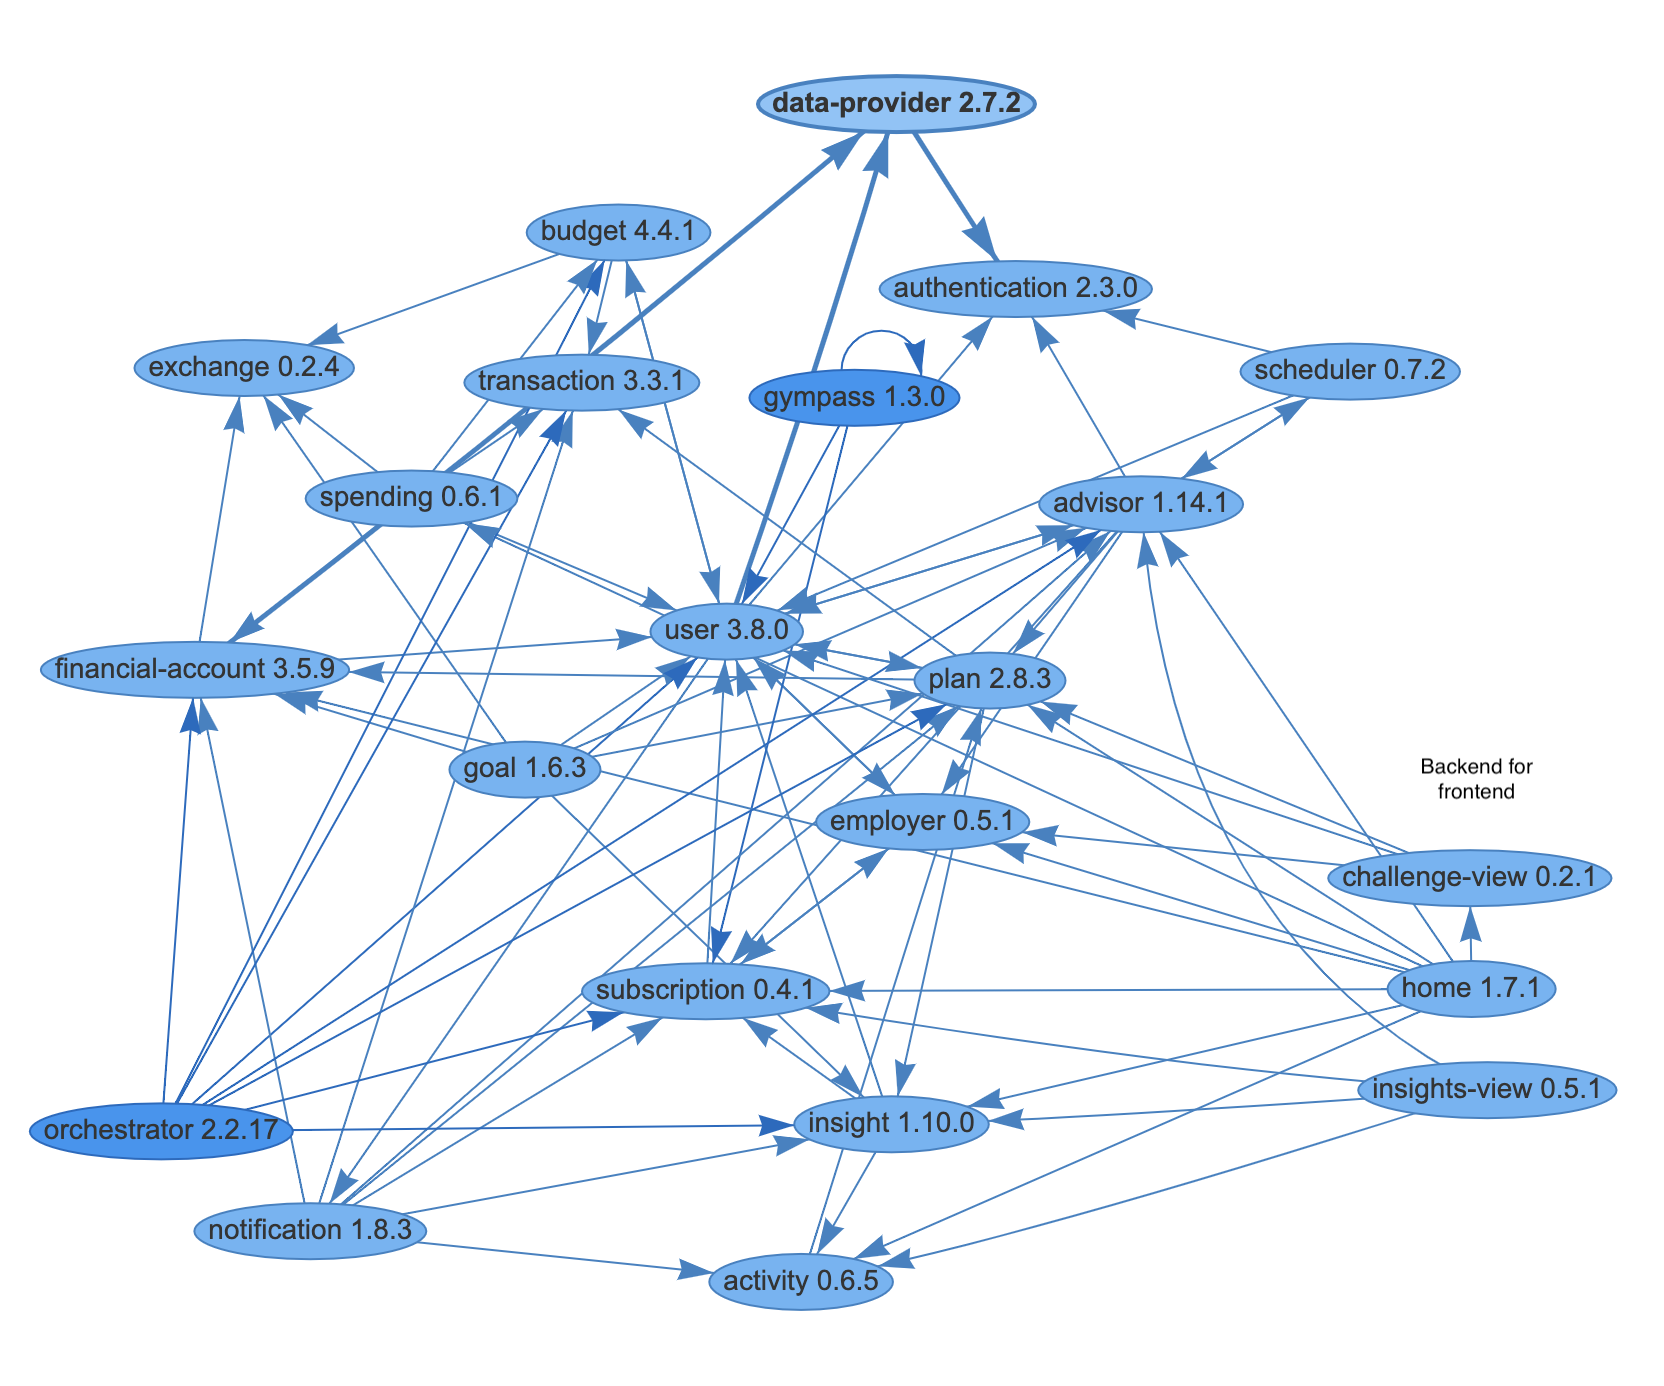 data-provider 2.7.2
budget 4.4.1
authentication 2.3.0
exchange 0.2.4
transaction 3.3.1
gympass 1.3.0
scheduler 0.7.2
spending 0.6.1
advisor 1.14.1
user 3.8.0
financial-account 3.5.9
plan 2.8.3
goal 1.6.3
Backend for
frontend
employer 0.5.1
challenge-view 0.2.1
subscription 0.4.1
home 1.7.1
insights-view 0.5.1
orchestrator 2.2.17
insight 1.10.0
notification 1.8.3
activity 0.6.5